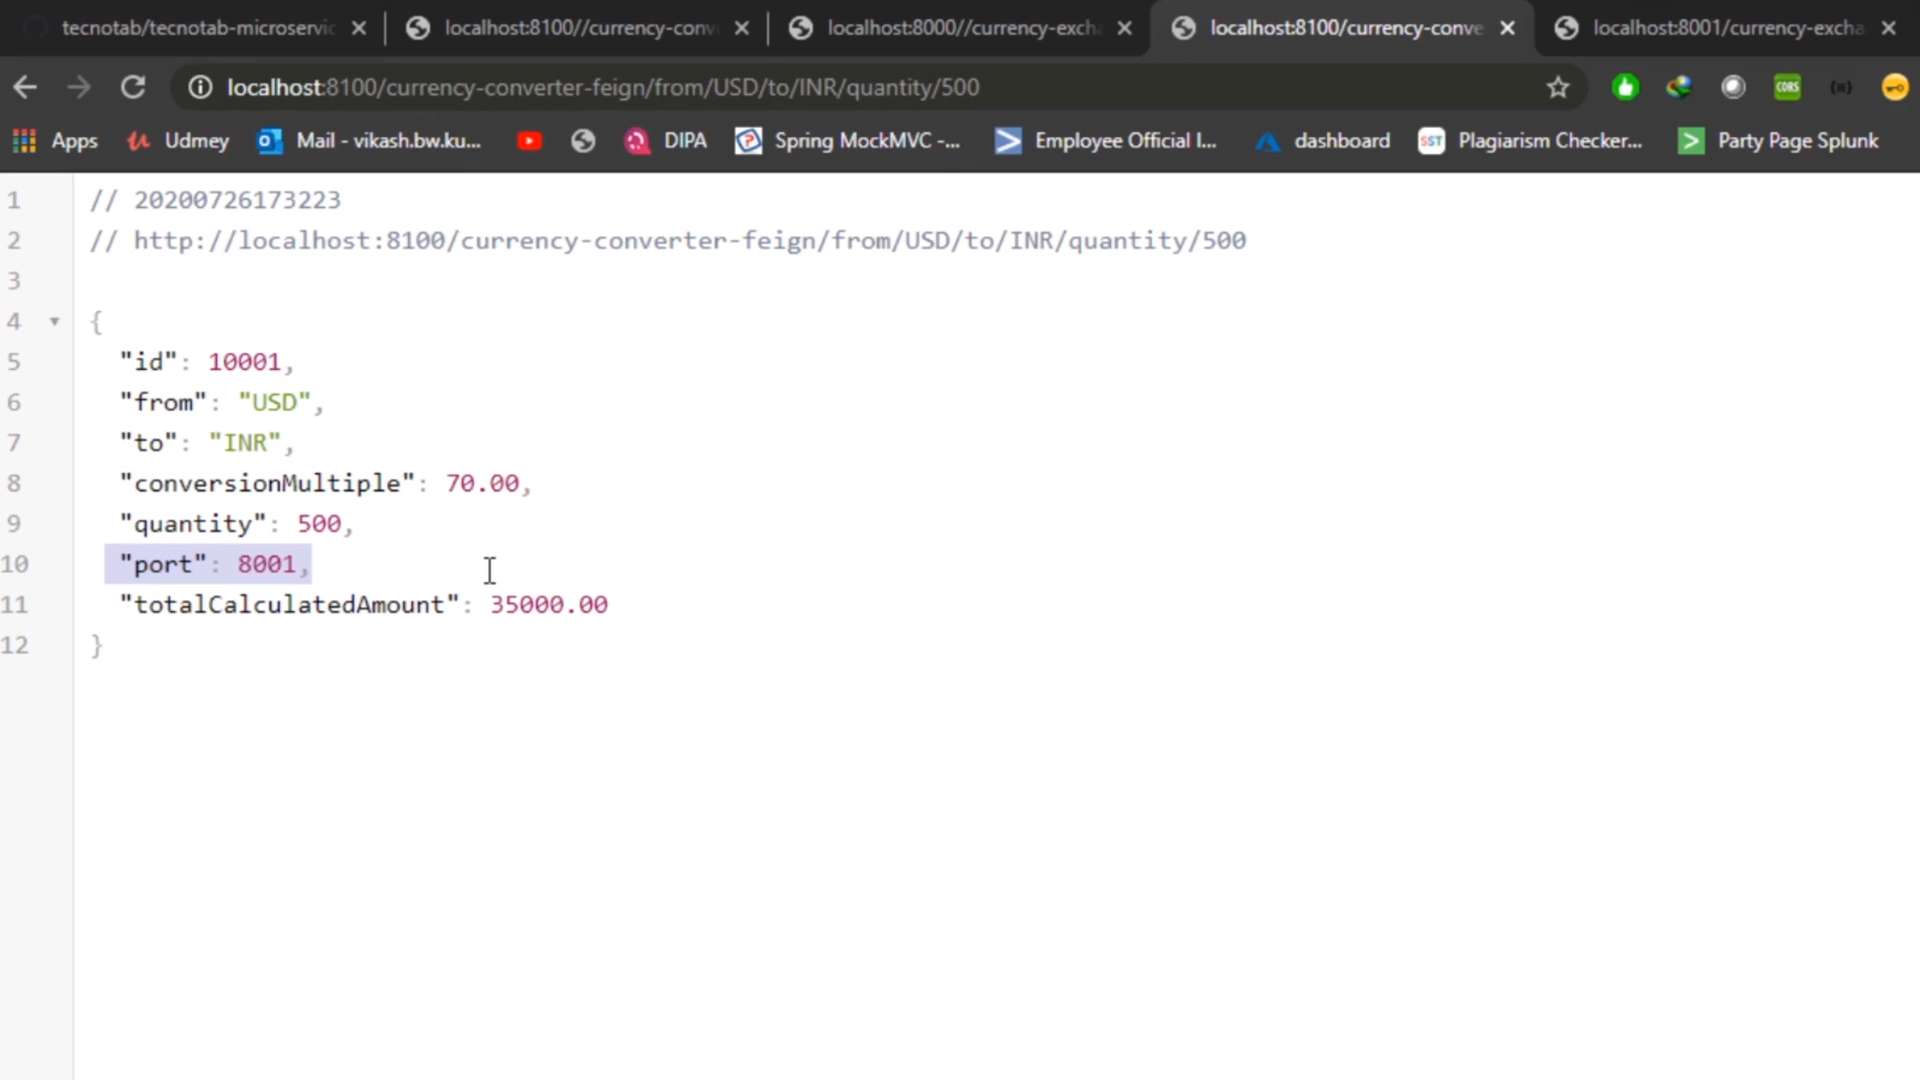 tecnotab/tecnotab-microservic
localhost:8100//currency-conv
localhost:8000//currency-excha
localhost:8100/currency-conve
localhost:8001/currency-excha
localhost:8100/currency-converter-feign/from/USD/to/INR/quantity/500
CORS
Apps
Udmey
Mail - vikash.bw.ku...
DIPA
Spring MockMVC -...
Employee Official I...
dashboard
SST
Plagiarism Checker...
Party Page Splunk
1 // 20200726173223
2 // http://localhost:8100/currency-converter-feign/from/USD/to/INR/quantity/500
3
4 {
5 "id": 10001,
6 "from": "USD",
7 "to": "INR",
8 "conversionMultiple": 70.00,
9 "quantity": 500,
10 "port": 8001,
11 "totalCalculatedAmount": 35000.00
12 }